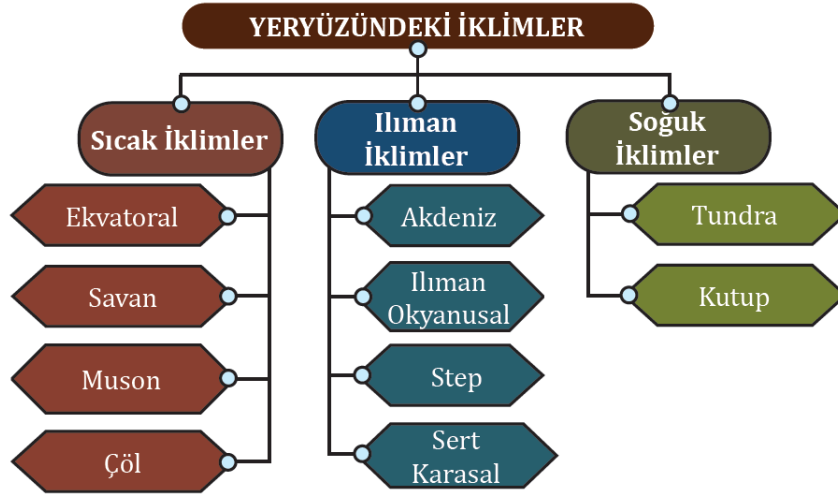 YERYÜZÜNDEKİ İKLİMLER
Sıcak İklimler
Ekvatoral
Savan
Muson
Çöl
Ilıman
İklimler
Akdeniz
Ilıman
Okyanusal
Step
Sert
Karasal
Soğuk
İklimler
Tundra
Kutup